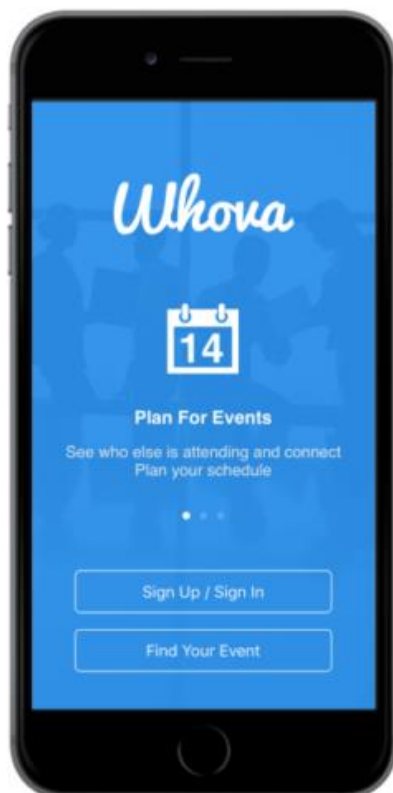 Whova
14
Plan For Events
See who else is attending and connect
Plan your schedule
Sign Up / Sign In
Find Your Event